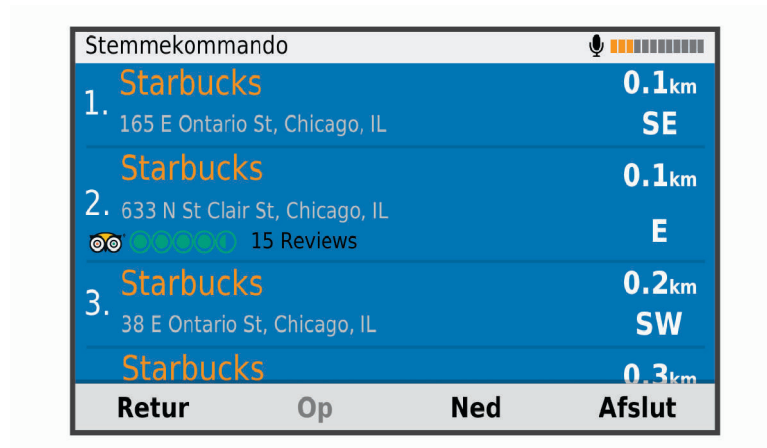 Stemmekommando
Starbucks 0.1km
1.
165 E Ontario St, Chicago, IL SE
Starbucks 0.1km
2. 633 N St Clair St, Chicago, IL
15 Reviews E
Starbucks 0.2km
3.
38 E Ontario St, Chicago, IL SW
Starbucks 0.3km
Retur Op Ned Afslut